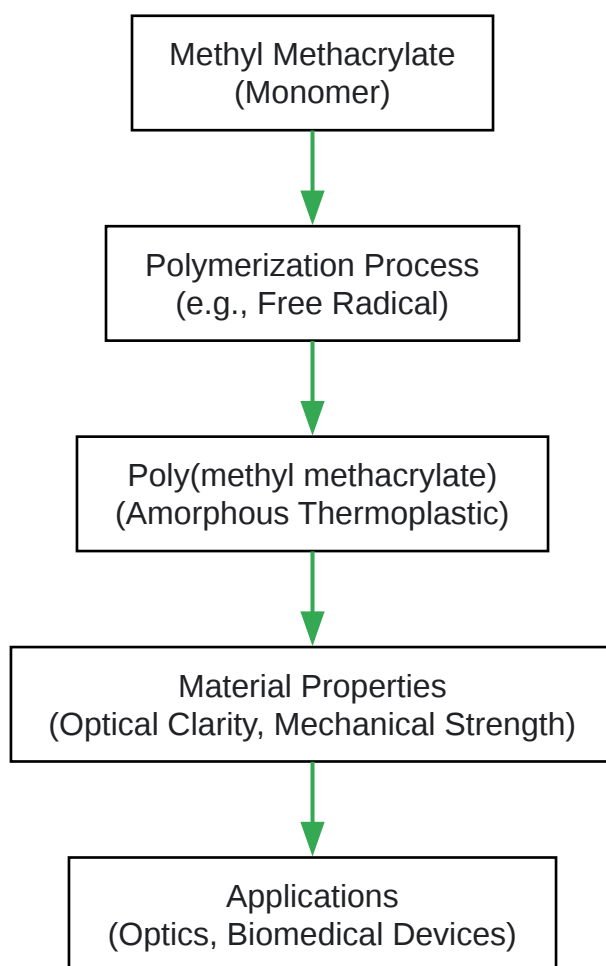 Methyl Methacrylate
(Monomer)
Polymerization Process
(e.g., Free Radical)
Poly(methyl methacrylate)
(Amorphous Thermoplastic)
Material Properties
(Optical Clarity, Mechanical Strength)
Applications
(Optics, Biomedical Devices)